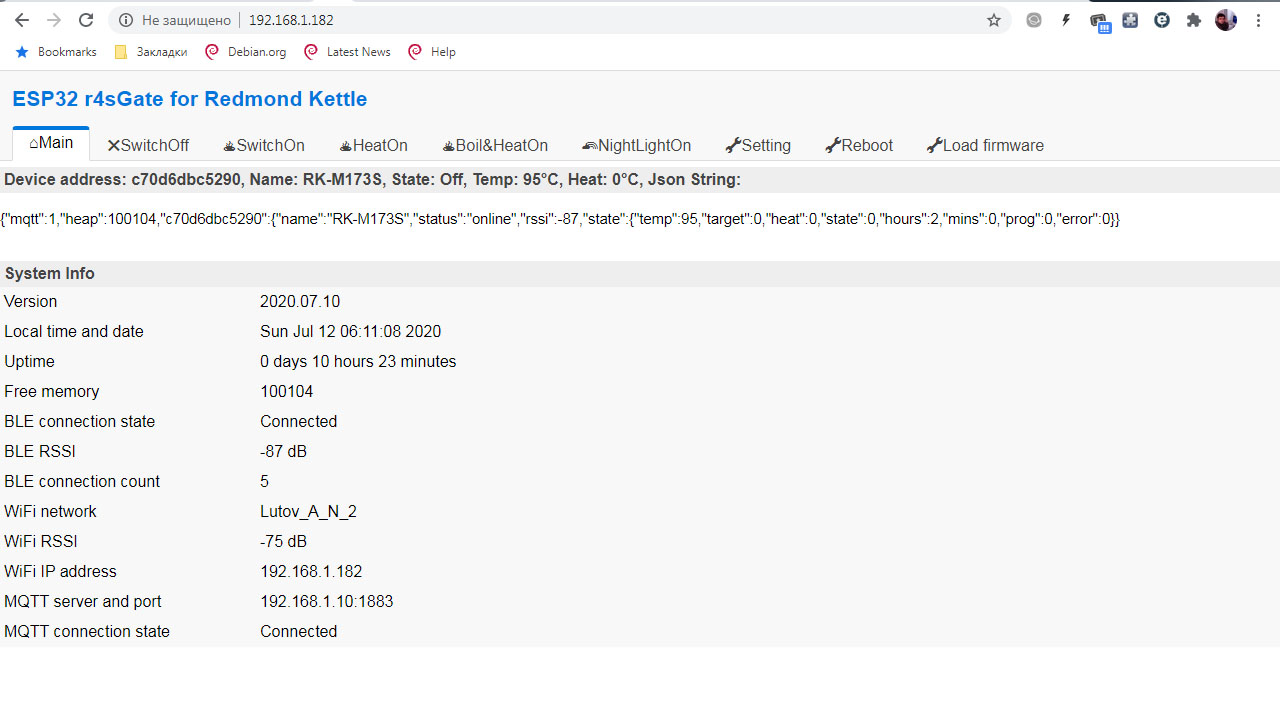 Не защищено 192.168.1.182
Bookmarks Закладки Debian.org Latest News Help
ESP32 r4sGate for Redmond Kettle
⌂Main ✕SwitchOff ☕SwitchOn ☕HeatOn ☕Boil&HeatOn NightLightOn Setting Reboot Load firmware
Device address: c70d6dbc5290, Name: RK-M173S, State: Off, Temp: 95°C, Heat: 0°C, Json String:
{"mqtt":1,"heap":100104,"c70d6dbc5290":{"name":"RK-M173S","status":"online","rssi":-87,"state":{"temp":95,"target":0,"heat":0,"state":0,"hours":2,"mins":0,"prog":0,"error":0}}
System Info
Version 2020.07.10
Local time and date Sun Jul 12 06:11:08 2020
Uptime 0 days 10 hours 23 minutes
Free memory 100104
BLE connection state Connected
BLE RSSI -87 dB
BLE connection count 5
WiFi network Lutov_A_N_2
WiFi RSSI -75 dB
WiFi IP address 192.168.1.182
MQTT server and port 192.168.1.10:1883
MQTT connection state Connected